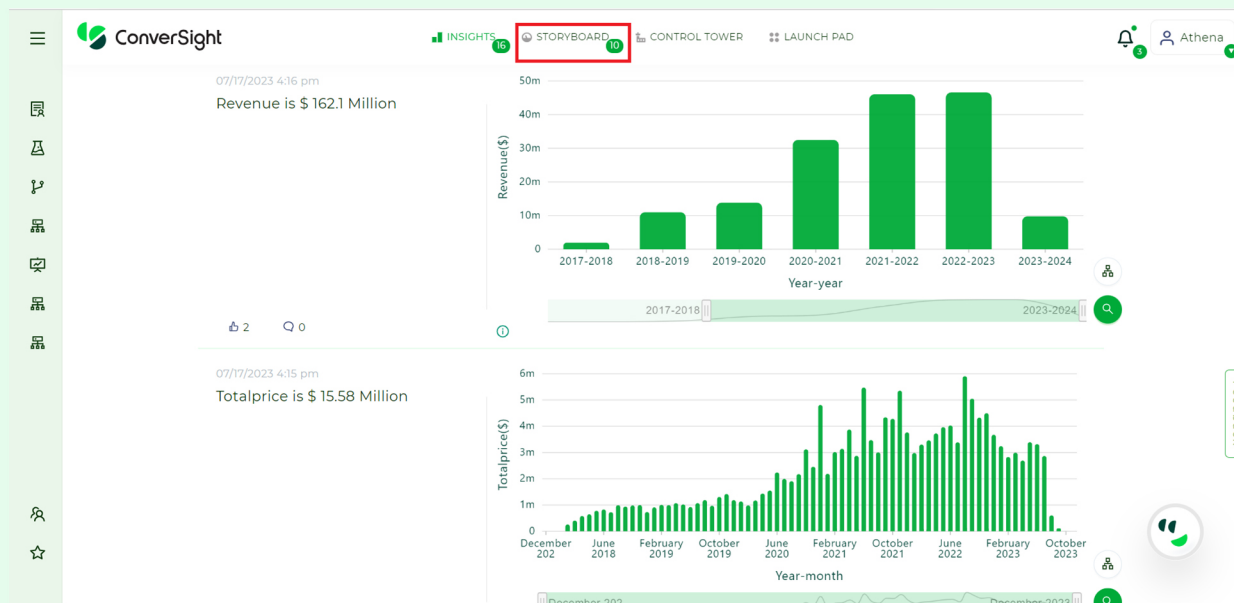 ConverSight
INSIGHTS 16
STORYBOARD 10
CONTROL TOWER
LAUNCH PAD
3
Athena
07/17/2023 4:16 pm
Revenue is $ 162.1 Million
Revenue($)
50m
40m
30m
20m
10m
0
2017-2018 2018-2019 2019-2020 2020-2021 2021-2022 2022-2023 2023-2024
Year-year
2017-2018 2023-2024
2 0
07/17/2023 4:15 pm
Totalprice is $ 15.58 Million
Totalprice($)
6m
5m
4m
3m
2m
1m
0
December June February October June February October June February October
202 2018 2019 2019 2020 2021 2021 2022 2023 2023
Year-month
December 202 December 2023